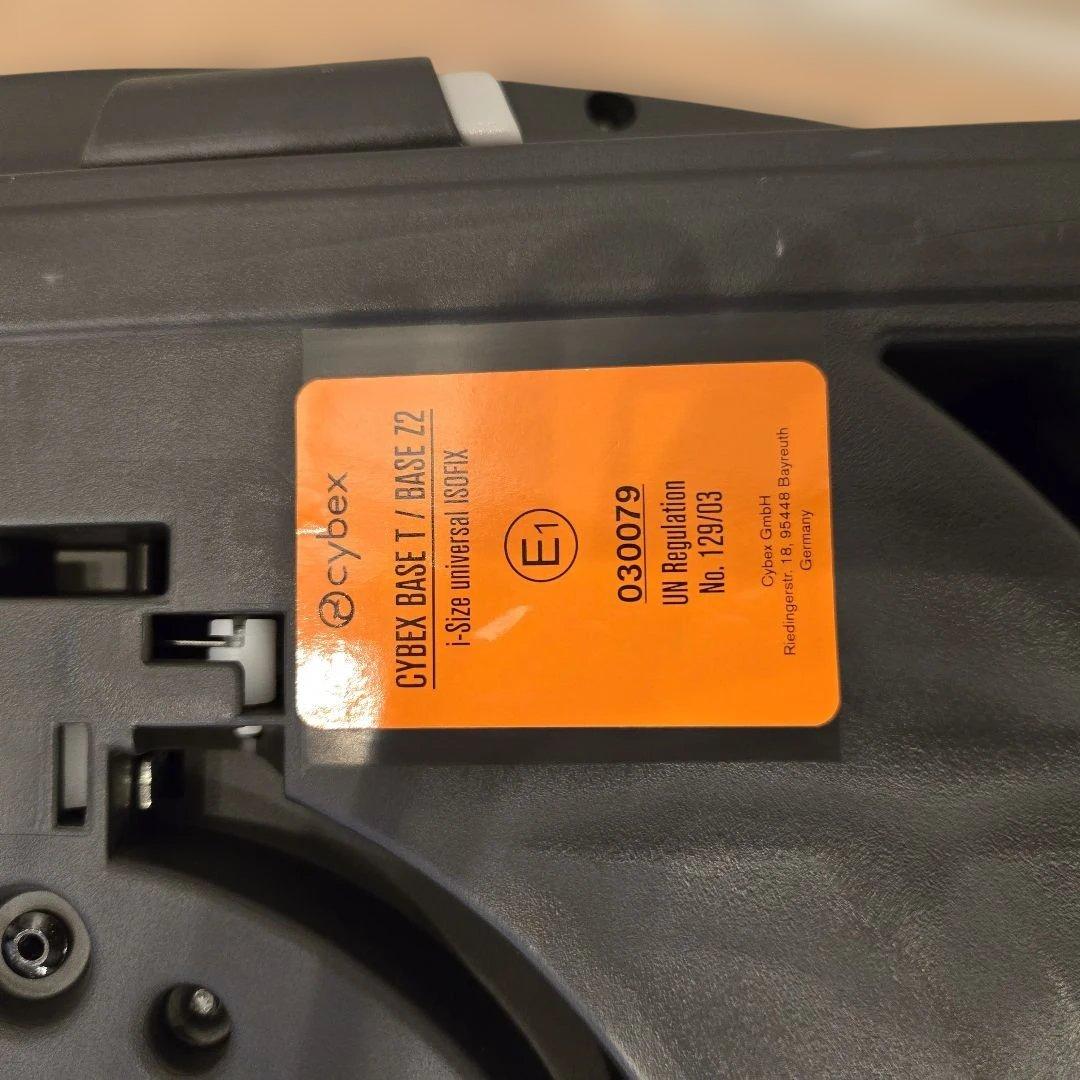 cybex
CYBEX BASE T / BASE Z2
i-Size universal ISOFIX
E1
030079
UN Regulation
No. 129/03
Cybex GmbH
Riedingerstr. 18, 95448 Bayreuth
Germany